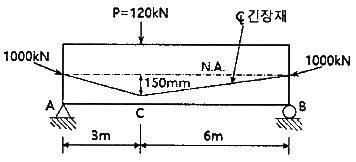 P=120kN
℄긴장재
1000kN
N.A.
1000kN
150mm
A
C
B
3m
6m